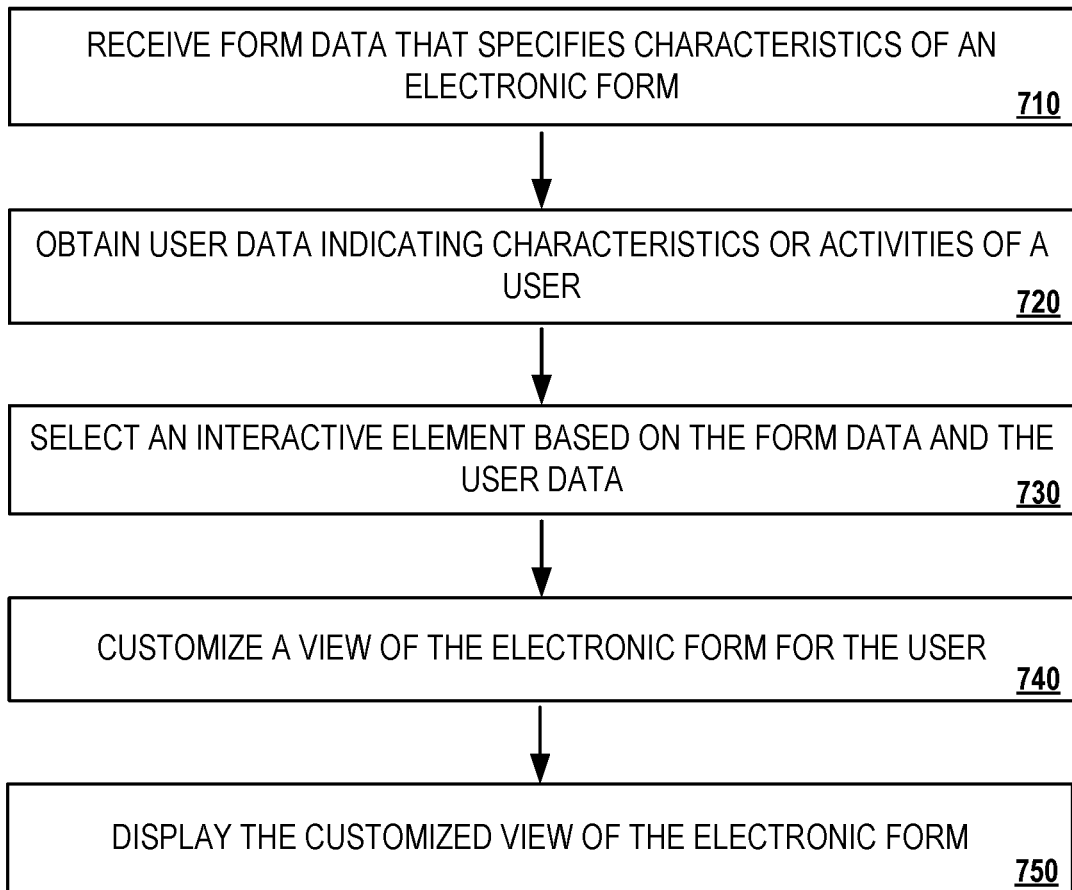 RECEIVE FORM DATA THAT SPECIFIES CHARACTERISTICS OF AN
ELECTRONIC FORM
710
OBTAIN USER DATA INDICATING CHARACTERISTICS OR ACTIVITIES OF A
USER
720
SELECT AN INTERACTIVE ELEMENT BASED ON THE FORM DATA AND THE
USER DATA
730
CUSTOMIZE A VIEW OF THE ELECTRONIC FORM FOR THE USER
740
DISPLAY THE CUSTOMIZED VIEW OF THE ELECTRONIC FORM
750